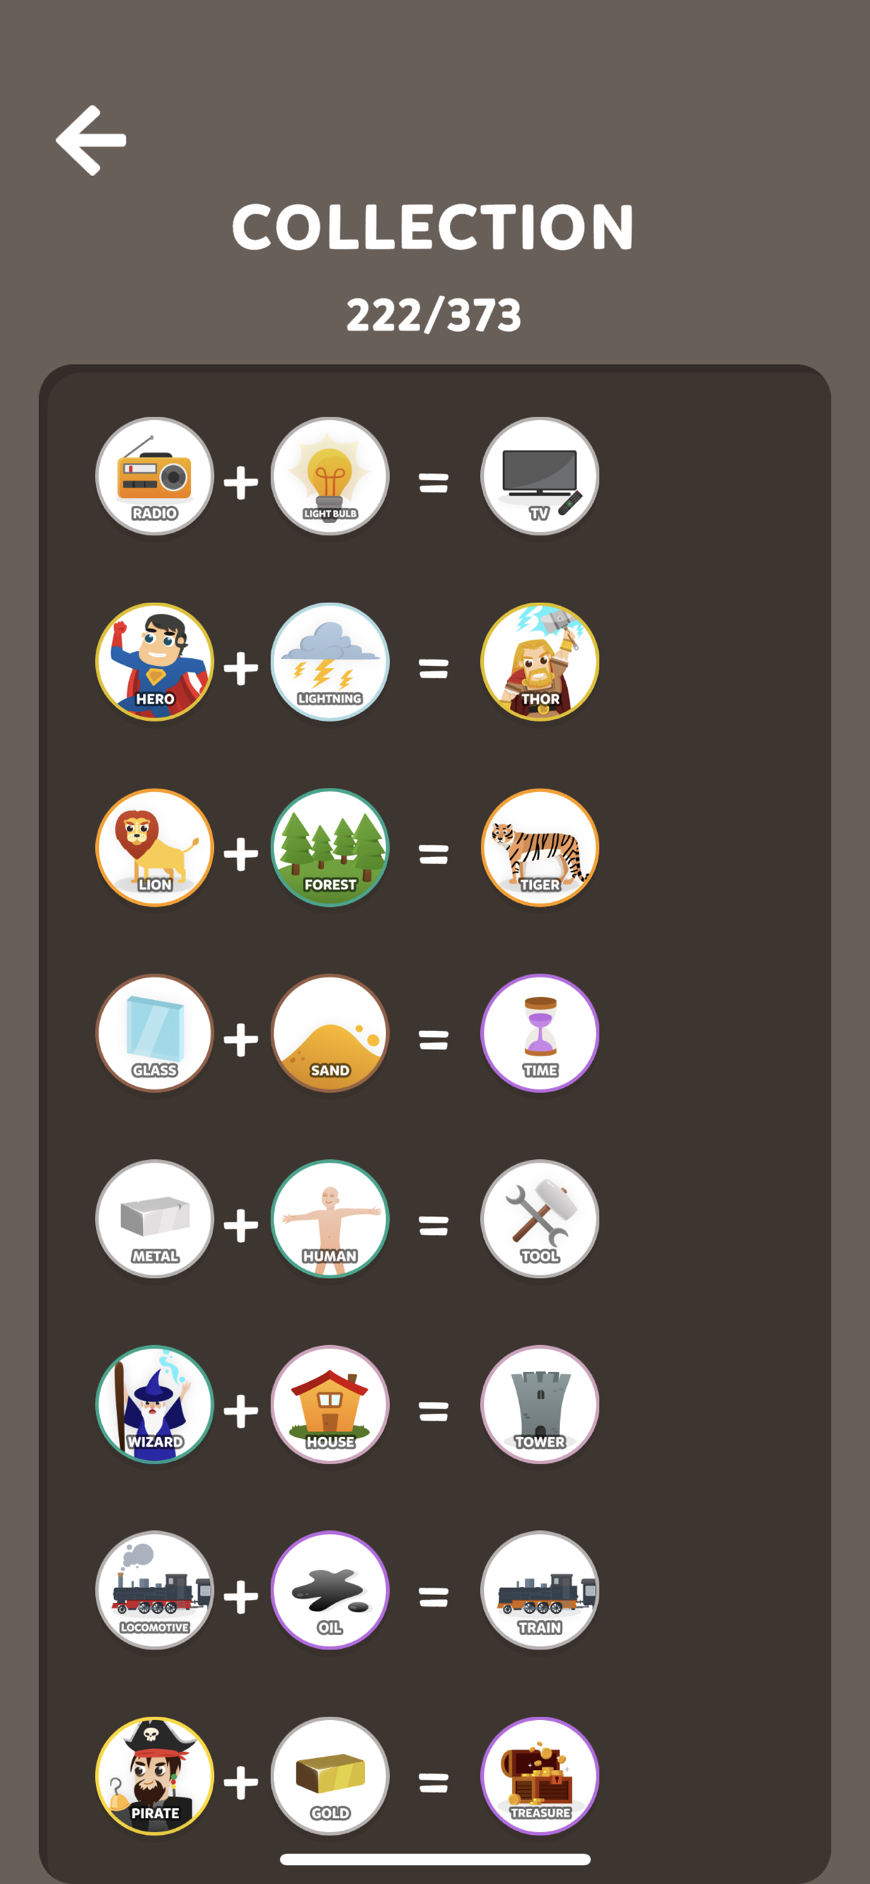 COLLECTION
222/373
RADIO + LIGHT BULB = TV
HERO + LIGHTNING = THOR
LION + FOREST = TIGER
GLASS + SAND = TIME
METAL + HUMAN = TOOL
WIZARD + HOUSE = TOWER
LOCOMOTIVE + OIL = TRAIN
PIRATE + GOLD = TREASURE